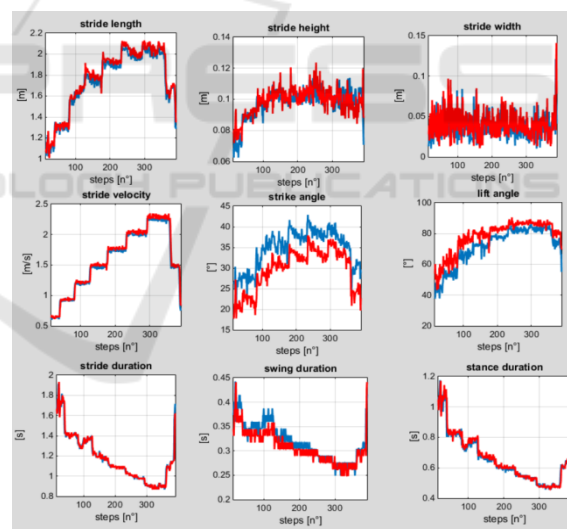 stride length
2.2
2
1.8
1.6
1.4
1.2
1
[m]
100 200 300
steps [n°]
stride height
0.14
0.12
0.1
0.08
0.06
[m]
100 200 300
steps [n°]
stride width
0.15
0.1
0.05
0
[m]
100 200 300
steps [n°]
LOGY PUBLICATIONS
stride velocity
2.5
2
1.5
1
0.5
[m/s]
100 200 300
steps [n°]
strike angle
45
40
35
30
25
20
15
[°]
100 200 300
steps [n°]
lift angle
100
80
60
40
20
[°]
100 200 300
steps [n°]
stride duration
2
1.8
1.6
1.4
1.2
1
0.8
[s]
100 200 300
steps [n°]
swing duration
0.45
0.4
0.35
0.3
0.25
0.2
[s]
100 200 300
steps [n°]
stance duration
1.2
1
0.8
0.6
0.4
[s]
100 200 300
steps [n°]